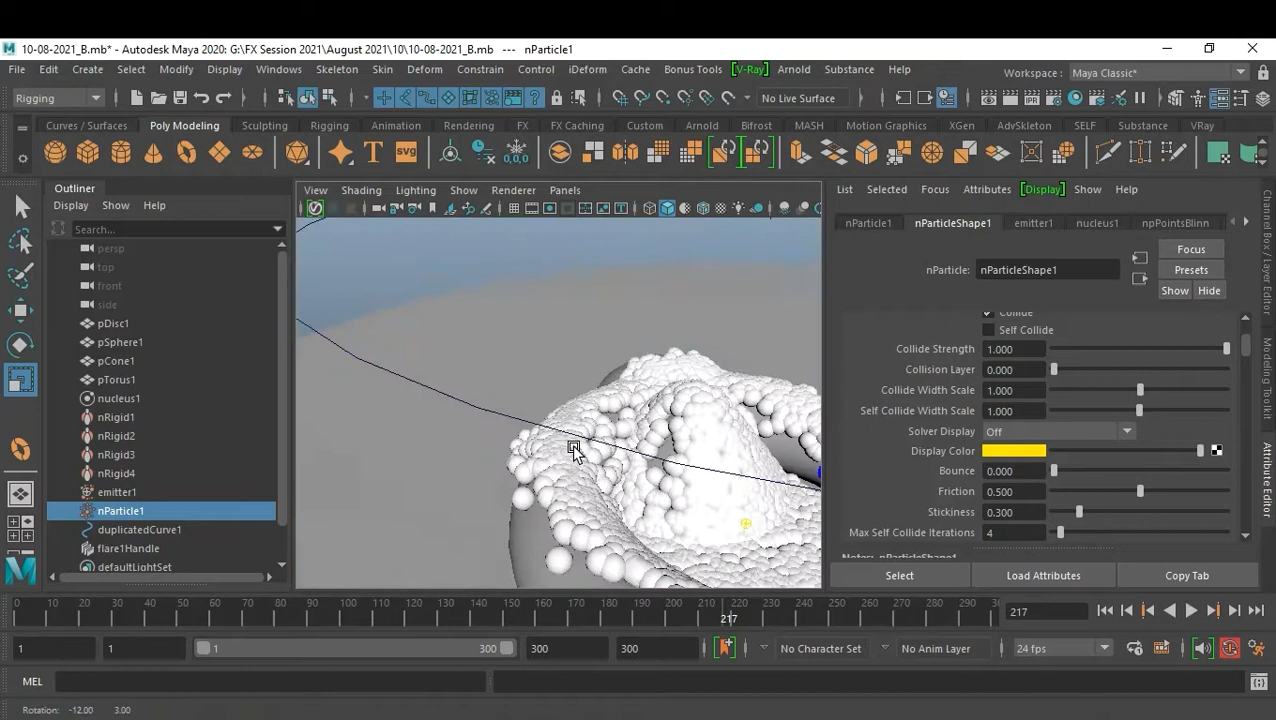 10-08-2021_B.mb* - Autodesk Maya 2020: G:\FX Session 2021\August 2021\10\10-08-2021_B.mb --- nParticle1
File Edit Create Select Modify Display Windows Skeleton Skin Deform Constrain Control iDeform Cache Bonus Tools [V-Ray] Arnold Substance Help Workspace: Maya Classic*
Rigging No Live Surface
Curves / Surfaces Poly Modeling Sculpting Rigging Animation Rendering FX FX Caching Custom Arnold Bifrost MASH Motion Graphics XGen AdvSkeleton SELF Substance VRay
T svg 0,0,0
Outliner
Display Show Help
Search...
persp
top
front
side
pDisc1
pSphere1
pCone1
pTorus1
nucleus1
nRigid1
nRigid2
nRigid3
nRigid4
emitter1
nParticle1
duplicatedCurve1
flare1Handle
defaultLightSet
View Shading Lighting Show Renderer Panels
List Selected Focus Attributes [Display] Show Help
nParticle1 nParticleShape1 emitter1 nucleus1 npPointsBlinn
Focus
nParticle: nParticleShape1 Presets
Show Hide
Collide
Self Collide
Collide Strength 1.000
Collision Layer 0.000
Collide Width Scale 1.000
Self Collide Width Scale 1.000
Solver Display Off
Display Color
Bounce 0.000
Friction 0.500
Stickiness 0.300
Max Self Collide Iterations 4
Notes: nParticleShape1
Select Load Attributes Copy Tab
Channel Box / Layer Editor
Modeling Toolkit
Attribute Editor
0 10 20 30 40 50 60 70 80 90 100 110 120 130 140 150 160 170 180 190 200 210 220 230 240 250 260 270 280 290 30
217 217
1 1 1 300 300 300 No Character Set No Anim Layer 24 fps
MEL
Rotation: -12.00 3.00